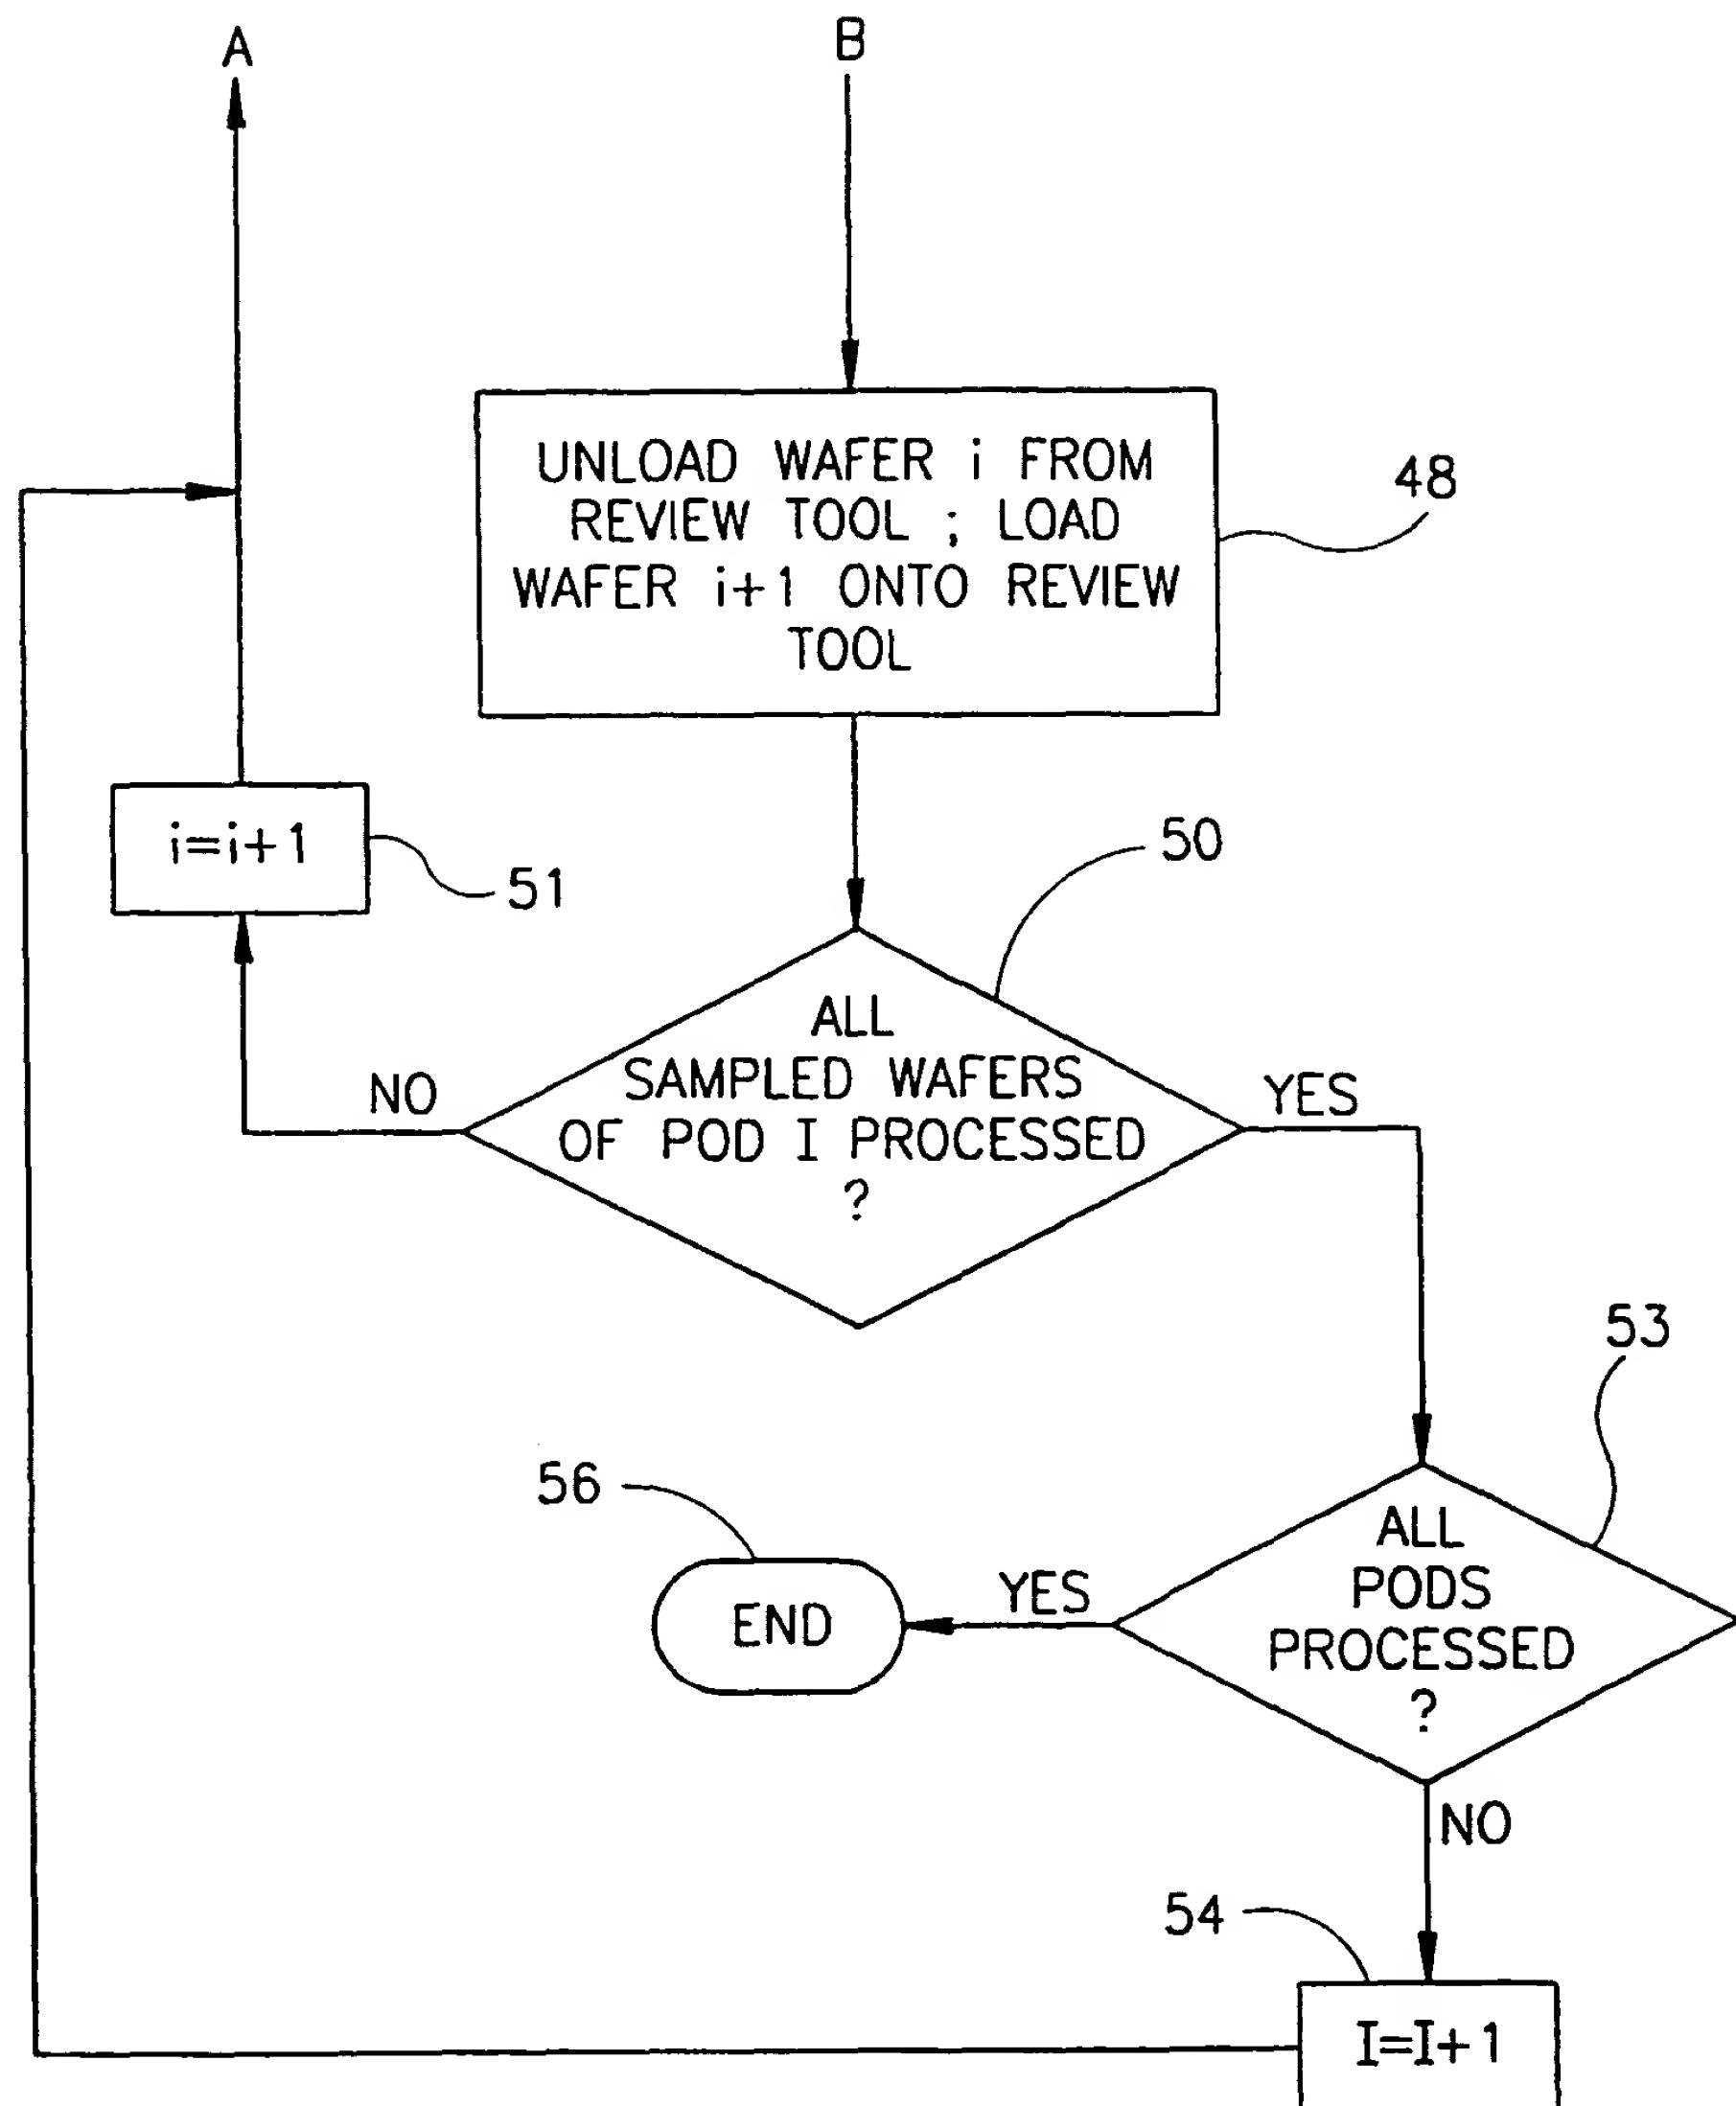 A
B
UNLOAD WAFER i FROM
REVIEW TOOL ; LOAD
WAFER i+1 ONTO REVIEW
TOOL
48
i=i+1
51
50
ALL
SAMPLED WAFERS
OF POD I PROCESSED
?
NO
YES
53
56
ALL
PODS
PROCESSED
?
YES
END
NO
54
I=I+1